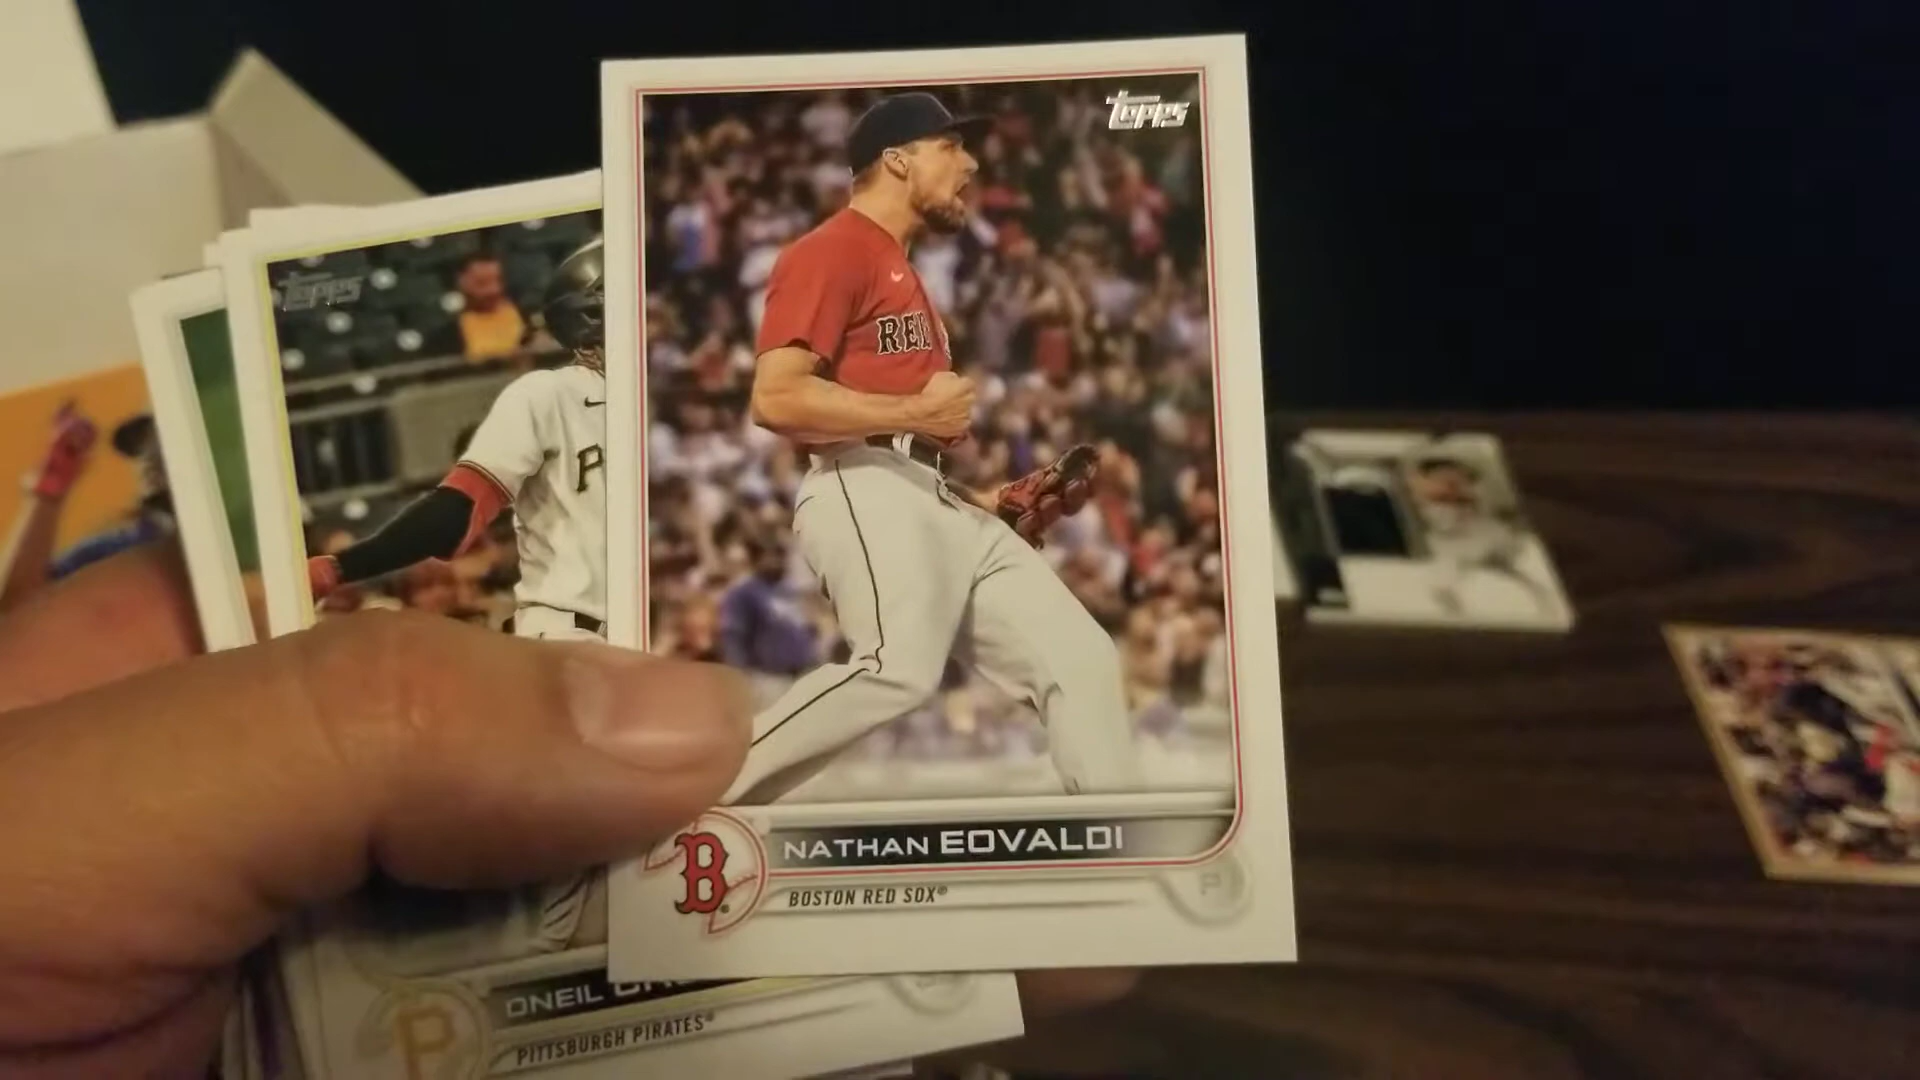 Topps
Topps
RED
P
NATHAN EOVALDI
B
BOSTON RED SOX®
P
ONEIL
P
PITTSBURGH PIRATES®